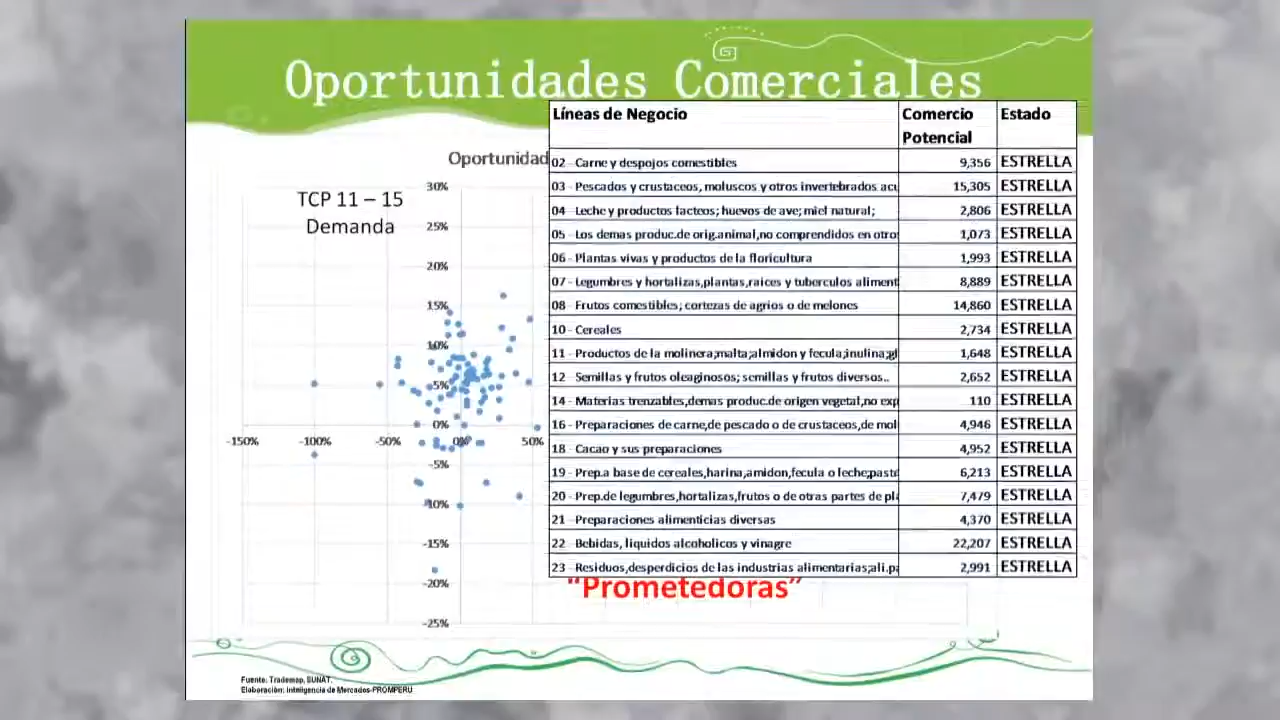 Oportunidades Comerciales
Líneas de Negocio Comercio Potencial Estado
02 - Carne y despojos comestibles 9,356 ESTRELLA
03 - Pescados y crustaceos, moluscos y otros invertebrados acu 15,305 ESTRELLA
04 - Leche y productos lacteos; huevos de ave; miel natural; 2,806 ESTRELLA
05 - Los demas produc.de orig.animal,no comprendidos en otro 1,073 ESTRELLA
06 - Plantas vivas y productos de la floricultura 1,993 ESTRELLA
07 - Legumbres y hortalizas,plantas,raices y tuberculos aliment 8,889 ESTRELLA
08 - Frutos comestibles; cortezas de agrios o de melones 14,860 ESTRELLA
10 - Cereales 2,734 ESTRELLA
11 - Productos de la molinera;malta;almidon y fecula;inulina;gl 1,648 ESTRELLA
12 - Semillas y frutos oleaginosos; semillas y frutos diversos.. 2,652 ESTRELLA
14 - Materias trenzables,demas produc.de origen vegetal,no exp 110 ESTRELLA
16 - Preparaciones de carne,de pescado o de crustaceos,de mol 4,946 ESTRELLA
18 - Cacao y sus preparaciones 4,952 ESTRELLA
19 - Prep.a base de cereales,harina,amidon,fecula o leche;paste 6,213 ESTRELLA
20 - Prep.de legumbres,hortalizas,frutos o de otras partes de pla 7,479 ESTRELLA
21 - Preparaciones alimenticias diversas 4,370 ESTRELLA
22 - Bebidas, liquidos alcoholicos y vinagre 22,207 ESTRELLA
23 - Residuos,desperdicios de las industrias alimentarias;ali.pa 2,991 ESTRELLA
Oportunidad
TCP 11 – 15
Demanda
30%
25%
20%
15%
10%
5%
0%
-150% -100% -50% 0% 50%
-5%
-10%
-15%
-20%
-25%
“Prometedoras”
Fuente: Trademap, SUNAT.
Elaboración: Inteligencia de Mercados-PROMPERU